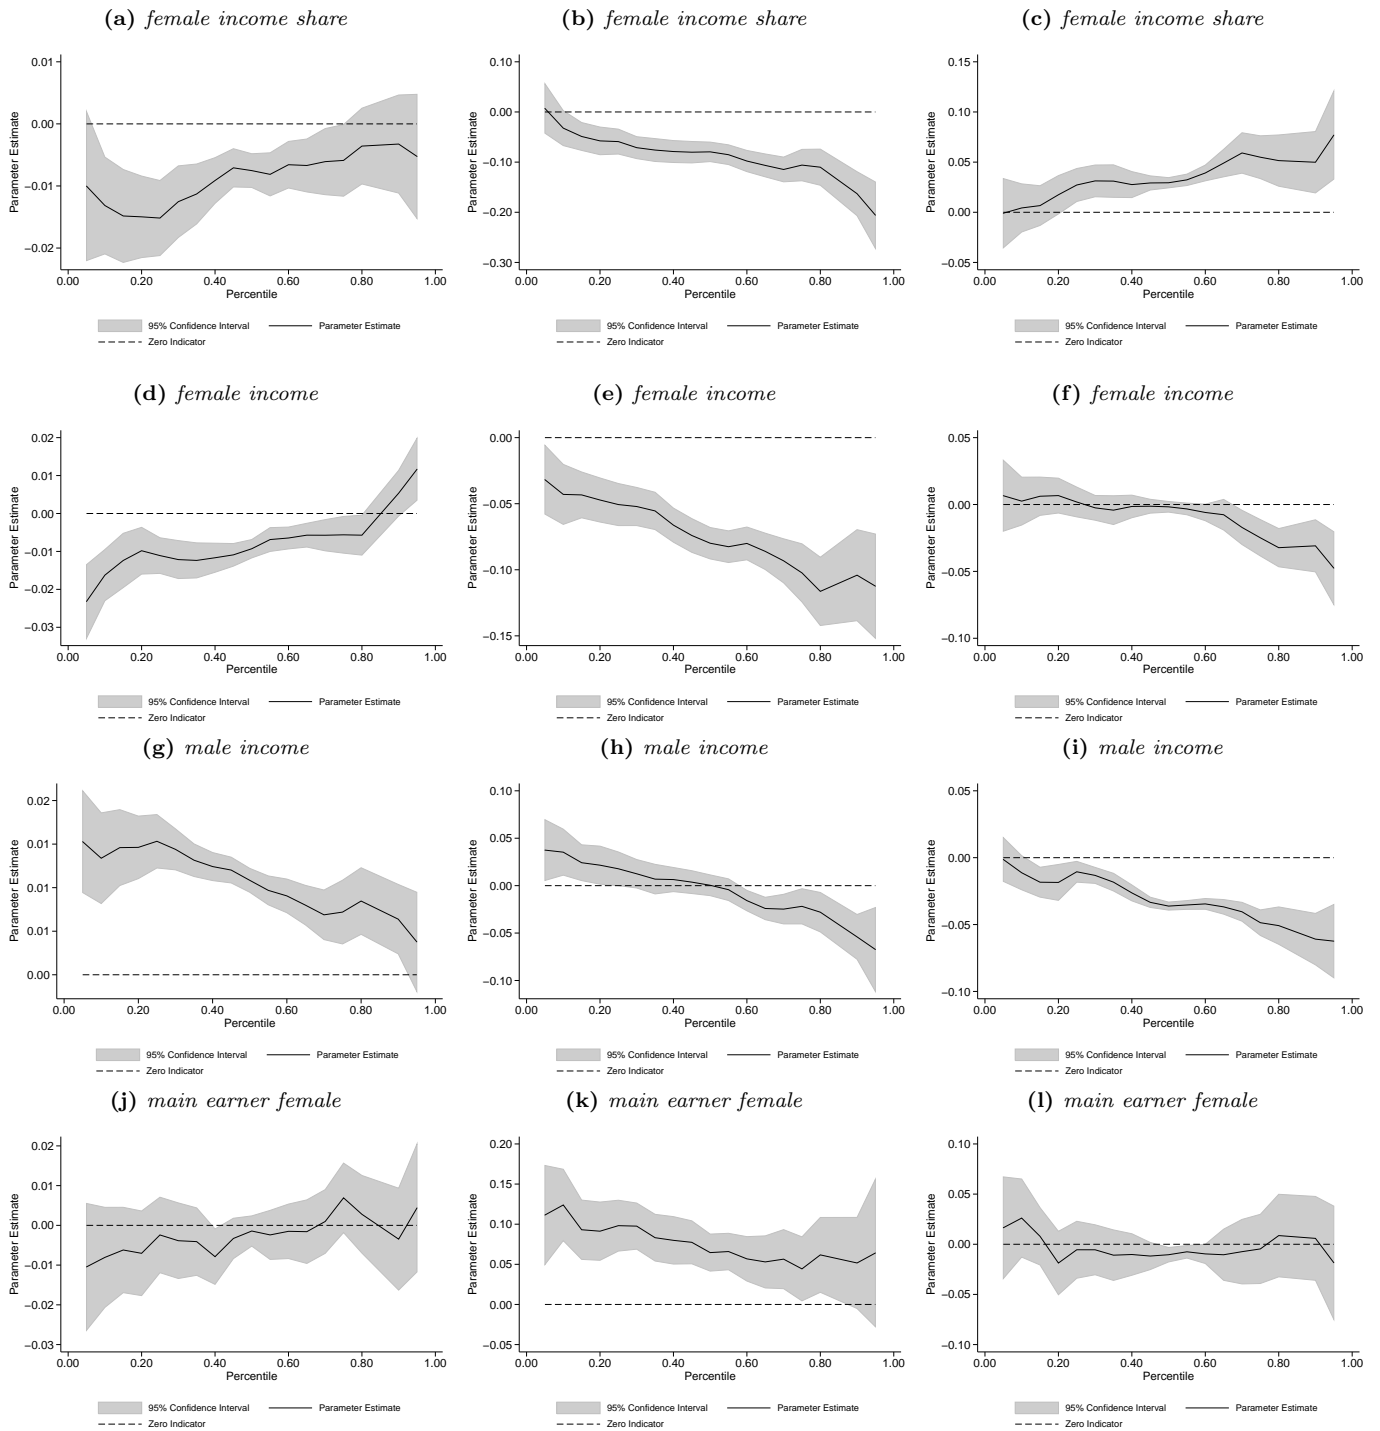 (a) female income share
(b) female income share
(c) female income share
Parameter Estimate
0.01
0.00
−0.01
−0.02
0.00 0.20 0.40 0.60 0.80 1.00
Percentile
95% Confidence Interval Parameter Estimate
Zero Indicator
Parameter Estimate
0.10
0.00
−0.10
−0.20
−0.30
0.00 0.20 0.40 0.60 0.80 1.00
Percentile
95% Confidence Interval Parameter Estimate
Zero Indicator
Parameter Estimate
0.15
0.10
0.05
0.00
−0.05
0.00 0.20 0.40 0.60 0.80 1.00
Percentile
95% Confidence Interval Parameter Estimate
Zero Indicator
(d) female income
(e) female income
(f) female income
Parameter Estimate
0.02
0.01
0.00
−0.01
−0.02
−0.03
0.00 0.20 0.40 0.60 0.80 1.00
Percentile
95% Confidence Interval Parameter Estimate
Zero Indicator
Parameter Estimate
0.00
−0.05
−0.10
−0.15
0.00 0.20 0.40 0.60 0.80 1.00
Percentile
95% Confidence Interval Parameter Estimate
Zero Indicator
Parameter Estimate
0.05
0.00
−0.05
−0.10
0.00 0.20 0.40 0.60 0.80 1.00
Percentile
95% Confidence Interval Parameter Estimate
Zero Indicator
(g) male income
(h) male income
(i) male income
Parameter Estimate
0.02
0.01
0.01
0.01
0.00
0.00 0.20 0.40 0.60 0.80 1.00
Percentile
95% Confidence Interval Parameter Estimate
Zero Indicator
Parameter Estimate
0.10
0.05
0.00
−0.05
−0.10
0.00 0.20 0.40 0.60 0.80 1.00
Percentile
95% Confidence Interval Parameter Estimate
Zero Indicator
Parameter Estimate
0.05
0.00
−0.05
−0.10
0.00 0.20 0.40 0.60 0.80 1.00
Percentile
95% Confidence Interval Parameter Estimate
Zero Indicator
(j) main earner female
(k) main earner female
(l) main earner female
Parameter Estimate
0.02
0.01
0.00
−0.01
−0.02
−0.03
0.00 0.20 0.40 0.60 0.80 1.00
Percentile
95% Confidence Interval Parameter Estimate
Zero Indicator
Parameter Estimate
0.20
0.15
0.10
0.05
0.00
−0.05
0.00 0.20 0.40 0.60 0.80 1.00
Percentile
95% Confidence Interval Parameter Estimate
Zero Indicator
Parameter Estimate
0.10
0.05
0.00
−0.05
−0.10
0.00 0.20 0.40 0.60 0.80 1.00
Percentile
95% Confidence Interval Parameter Estimate
Zero Indicator